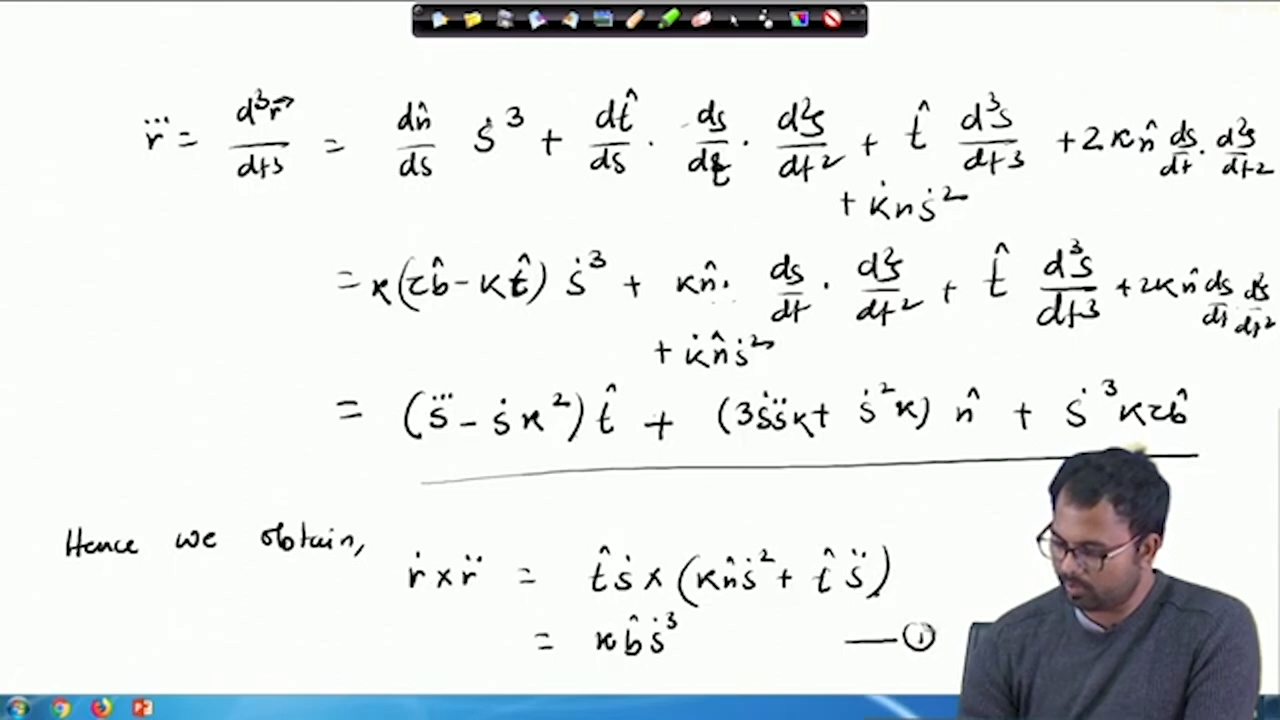 r⃛ = d³r⃗/dt³ = dn̂/ds ṡ³ + dt̂/ds · ds/dt · d²s/dt² + t̂ d³s/dt³ + 2κn̂ ds/dt · d²s/dt²
+ κ̇nṡ²
= κ(τb̂ - κt̂) ṡ³ + κn̂ · ds/dt · d²s/dt² + t̂ d³s/dt³ + 2κn̂ ds/dt d²s/dt²
+ κ̇n̂ṡ²
= (s⃛ - ṡκ²) t̂ + (3ṡs̈κ + ṡ²κ) n̂ + ṡ³κτb̂
Hence we obtain,
ṙ × r̈ = t̂ṡ × (κn̂ṡ² + t̂s̈)
= κb̂ṡ³ —①